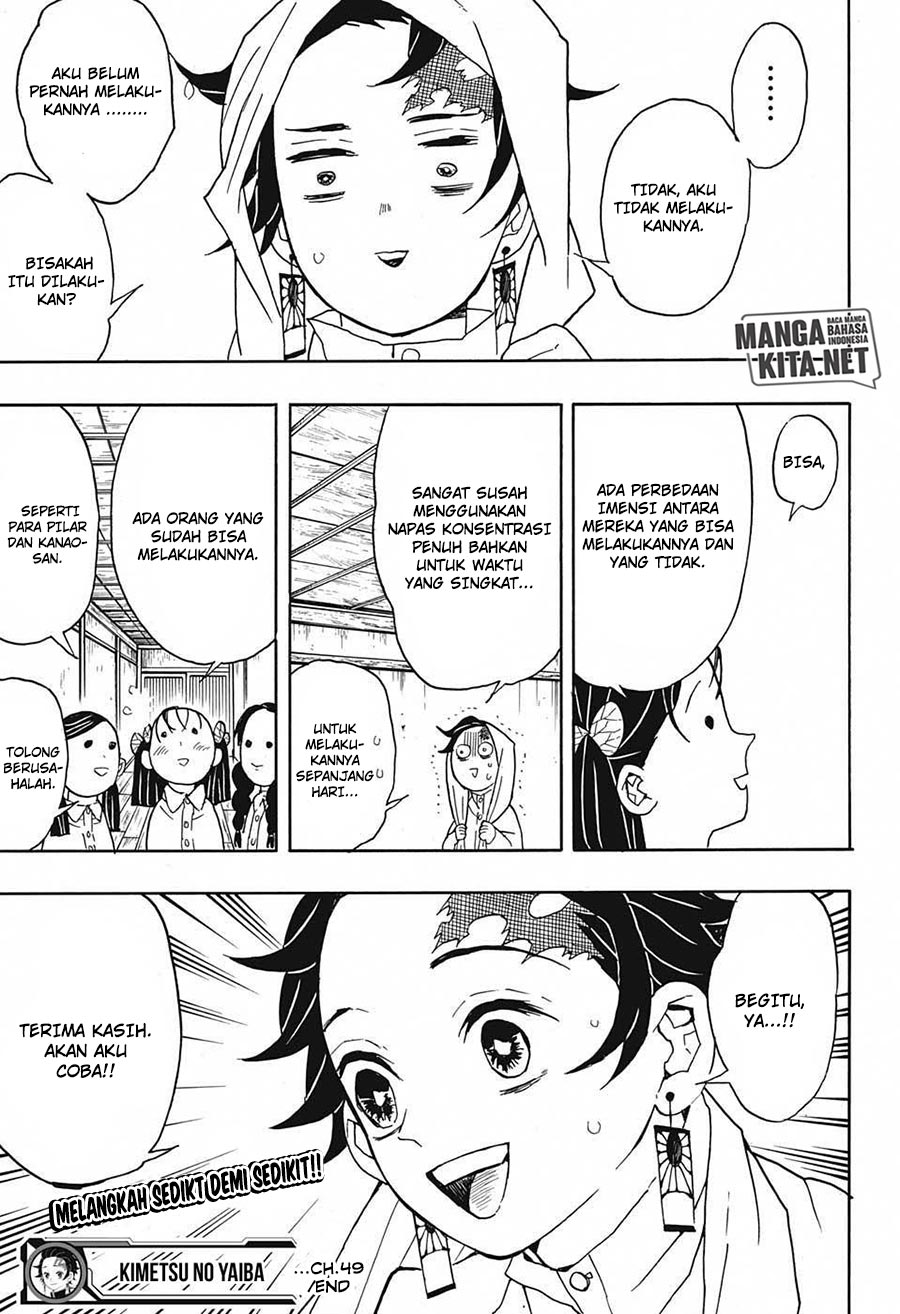 ......
TIDAK, AKU
TIDAK MELAKU-
KANNYA.
AKU BELUM
PERNAH MELAKU-
KANNYA ........
BISAKAH
ITU DILAKU-
KAN?
MANGA
KITA.NET
BACA MANGA
BAHASA
INDONESIA
BISA,
ADA PERBEDAAN
IMENSI ANTARA
MEREKA YANG BISA
MELAKUKANNYA DAN
YANG TIDAK.
SANGAT SUSAH
MENGGUNAKAN
NAPAS KONSENTRASI
PENUH BAHKAN
UNTUK WAKTU
YANG SINGKAT...
UNTUK
MELAKU-
KANNYA
SEPANJANG
HARI...
ADA ORANG YANG
SUDAH BISA
MELAKUKANNYA.
SEPERTI
PARA PILAR
DAN KANAO-
SAN.
TOLONG
BERUSA-
HALAH.
BEGITU,
YA...!!
TERIMA KASIH.
AKAN AKU
COBA!!
MELANGKAH SEDIKT DEMI SEDIKIT!!
KIMETSU NO YAIBA
...CH.49
/END